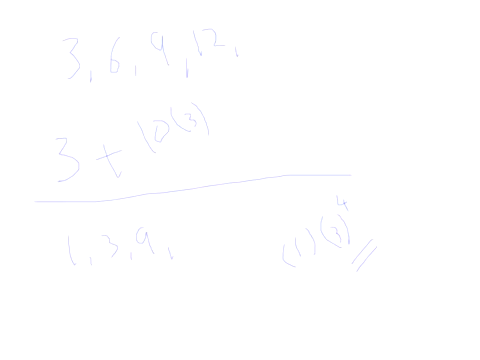 3, 6, 9, 12,
3 + 10(3)
1, 3, 9, (1)(3)⁴